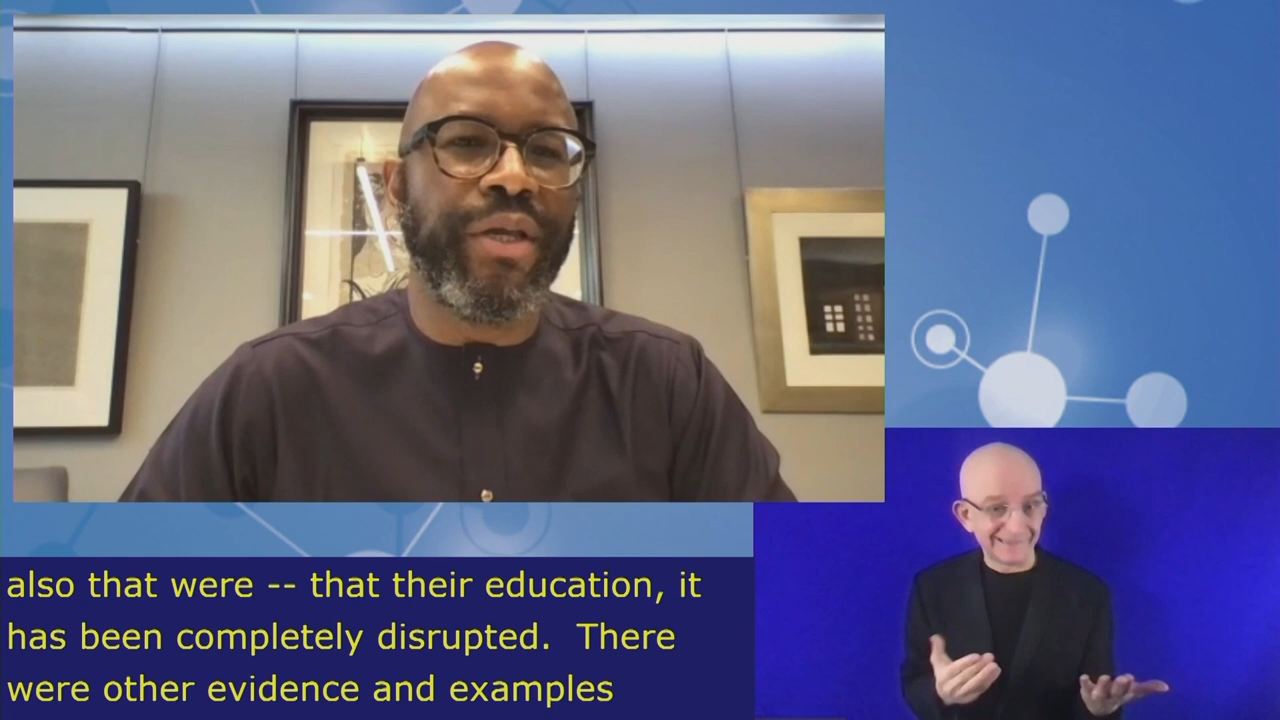 also that were -- that their education, it
has been completely disrupted.  There
were other evidence and examples